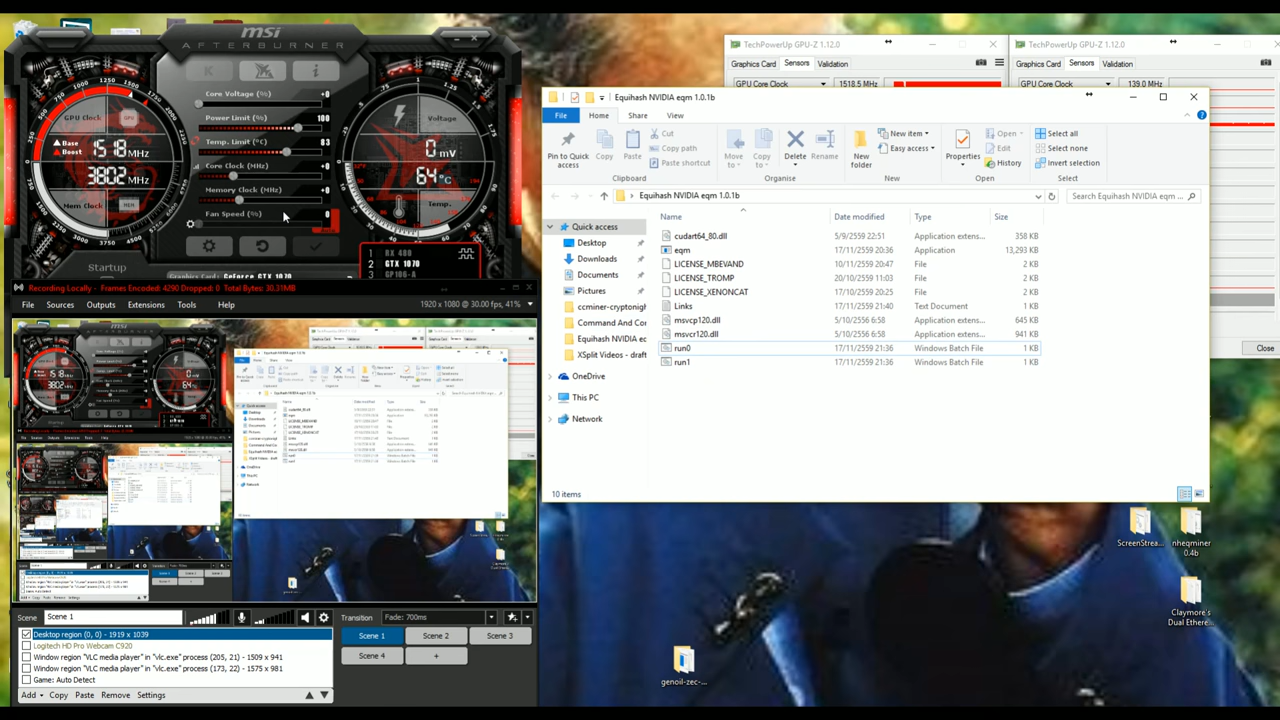 msi
AFTERBURNER
GPU Clock
GPU
Base
Boost
1518 MHz
3802 MHz
Mem Clock
MEM
Core Voltage (%) +0
Power Limit (%) 100
Temp. Limit (°C) 83
Core Clock (MHz) +0
Memory Clock (MHz) +0
Fan Speed (%) 0
Auto
Voltage
0 mV
64 °C
Temp.
Startup
1 RX 480
2 GTX 1070
3 GP106-A
Graphics Card: GeForce GTX 1070
TechPowerUp GPU-Z 1.12.0
Graphics Card Sensors Validation
GPU Core Clock 1518.5 MHz
TechPowerUp GPU-Z 1.12.0
Graphics Card Sensors Validation
GPU Core Clock 139.0 MHz
Close
Equihash NVIDIA eqm 1.0.1b
File Home Share View
Pin to Quick access
Copy
Paste
Cut
Copy path
Paste shortcut
Clipboard
Move to
Copy to
Delete
Rename
Organise
New folder
New item
Easy access
New
Properties
Open
Edit
History
Open
Select all
Select none
Invert selection
Select
Equihash NVIDIA eqm 1.0.1b
Search Equihash NVIDIA eqm ...
Quick access
Desktop
Downloads
Documents
Pictures
ccminer-cryptonigh
Command And Cor
Equihash NVIDIA ec
XSplit Videos - draft
OneDrive
This PC
Network
Name Date modified Type Size
cudart64_80.dll 5/9/2559 22:51 Application extens... 358 KB
eqm 17/11/2559 20:36 Application 13,293 KB
LICENSE_MBEVAND 10/11/2559 7:49 File 2 KB
LICENSE_TROMP 20/10/2559 11:03 File 2 KB
LICENSE_XENONCAT 17/10/2559 20:25 File 2 KB
Links 17/11/2559 21:40 Text Document 1 KB
msvcp120.dll 5/10/2556 6:58 Application extens... 645 KB
msvcr120.dll 5/10/2556 6:58 Application extens... 941 KB
run0 17/11/2559 21:36 Windows Batch File 1 KB
run1 17/11/2559 21:36 Windows Batch File 1 KB
10 items
Recording Locally - Frames Encoded: 4290 Dropped: 0 Total Bytes: 30.31MB
File Sources Outputs Extensions Tools Help
1920 x 1080 @ 30.00 fps, 41%
Scene Scene 1
Transition Fade: 700ms
Desktop region (0, 0) - 1919 x 1039
Logitech HD Pro Webcam C920
Window region "VLC media player" in "vlc.exe" process (205, 21) - 1509 x 941
Window region "VLC media player" in "vlc.exe" process (173, 22) - 1575 x 981
Game: Auto Detect
Add Copy Paste Remove Settings
Scene 1 Scene 2 Scene 3
Scene 4 +
ScreenStrea...
nheqminer 0.4b
Claymore's Dual Ethere...
genoil-zec-...